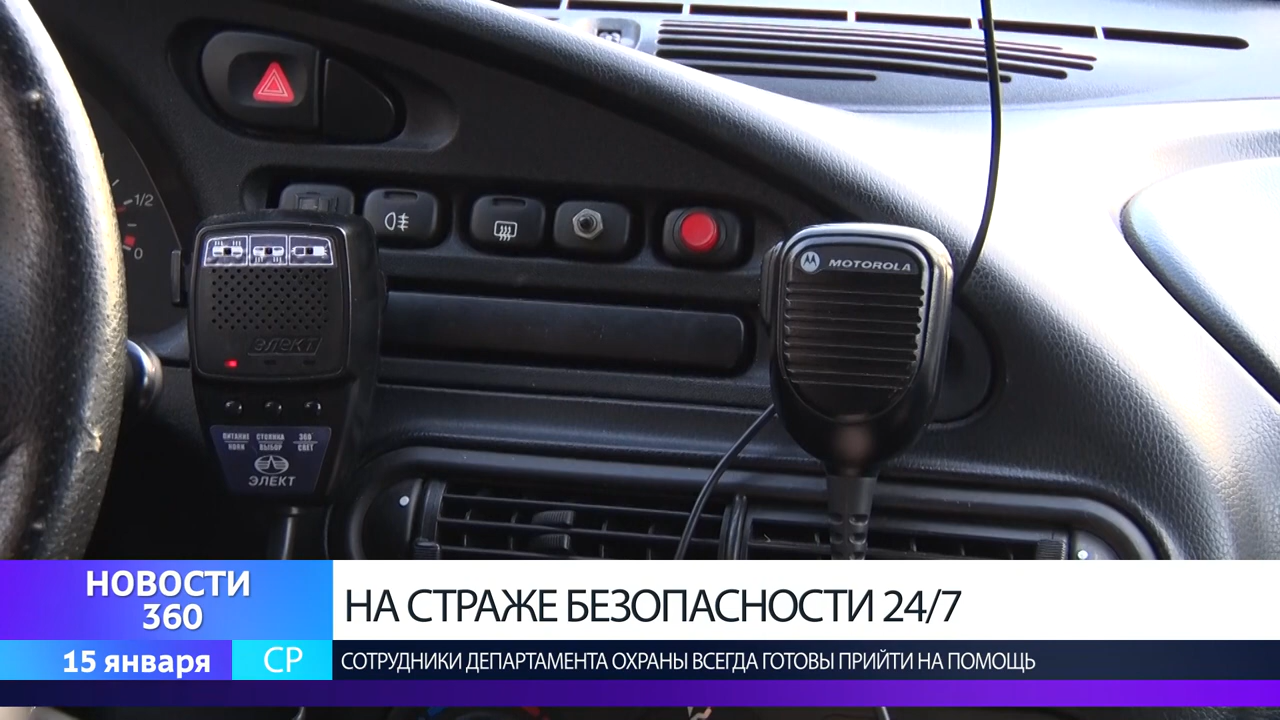 1/2
0
MOTOROLA
ЭЛЕКТ
ПИТАНИЕ СТОЯНКА 360
ВЫБОР СВЕТ
ЭЛЕКТ
НОВОСТИ
360
НА СТРАЖЕ БЕЗОПАСНОСТИ 24/7
15 января
СР
СОТРУДНИКИ ДЕПАРТАМЕНТА ОХРАНЫ ВСЕГДА ГОТОВЫ ПРИЙТИ НА ПОМОЩЬ